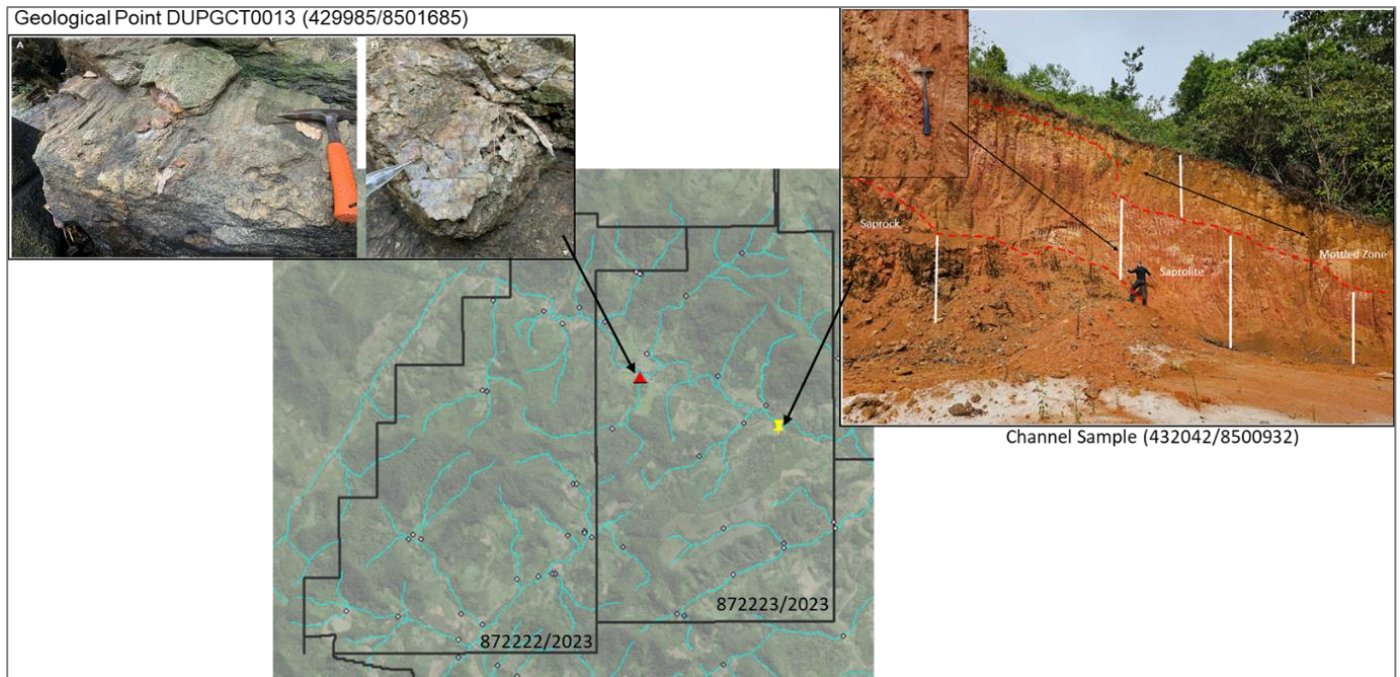 Geological Point DUPGCT0013 (429985/8501685)
A
Saprock
Saprolite
Mottled Zone
Channel Sample (432042/8500932)
872223/2023
872222/2023